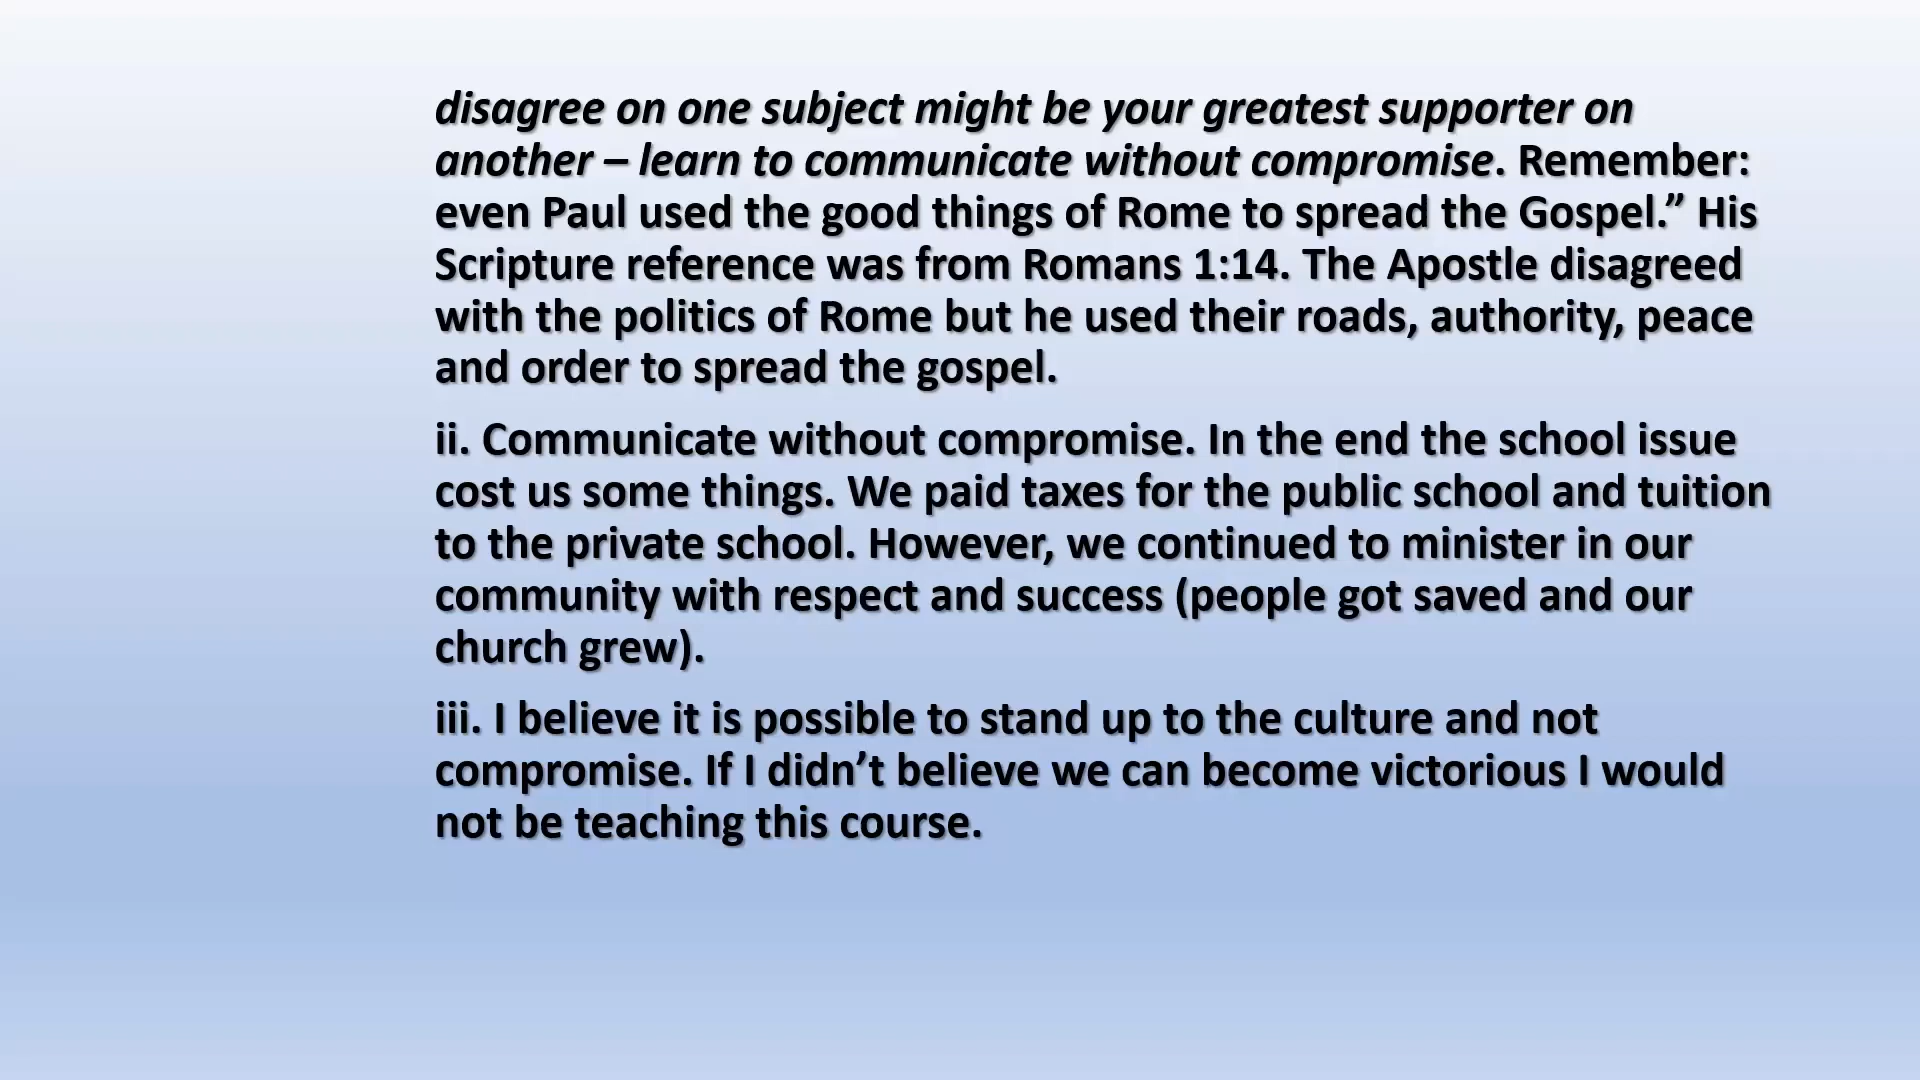 disagree on one subject might be your greatest supporter on
another – learn to communicate without compromise. Remember:
even Paul used the good things of Rome to spread the Gospel.” His
Scripture reference was from Romans 1:14. The Apostle disagreed
with the politics of Rome but he used their roads, authority, peace
and order to spread the gospel.
ii. Communicate without compromise. In the end the school issue
cost us some things. We paid taxes for the public school and tuition
to the private school. However, we continued to minister in our
community with respect and success (people got saved and our
church grew).
iii. I believe it is possible to stand up to the culture and not
compromise. If I didn’t believe we can become victorious I would
not be teaching this course.